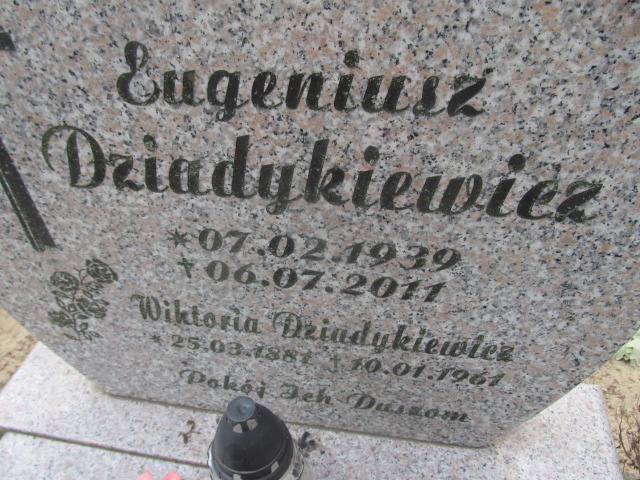 Eugeniusz
Dziadykiewicz
*07.02.1939
†06.07.2011
Wiktoria Dziadykiewicz
*25.03.1881 †10.01.1961
Pokój Ich Duszom